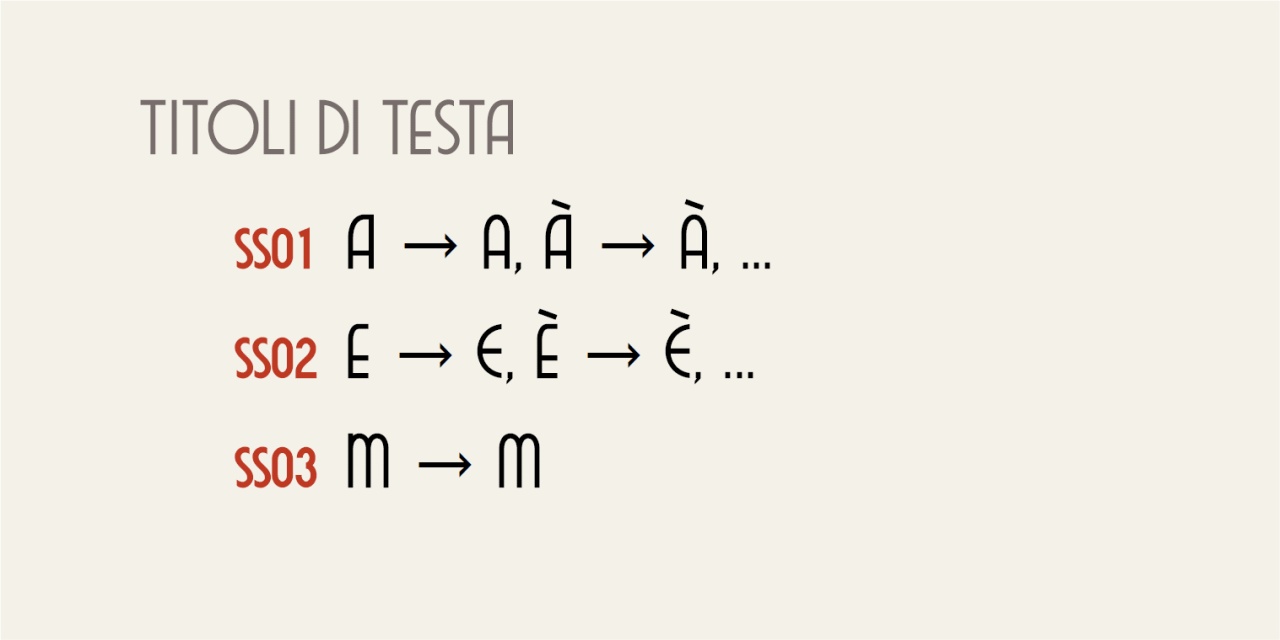 TITOLI DI TESTA
SS01 A → A, À → À, ...
SS02 E → E, È → È, ...
SS03 M → M